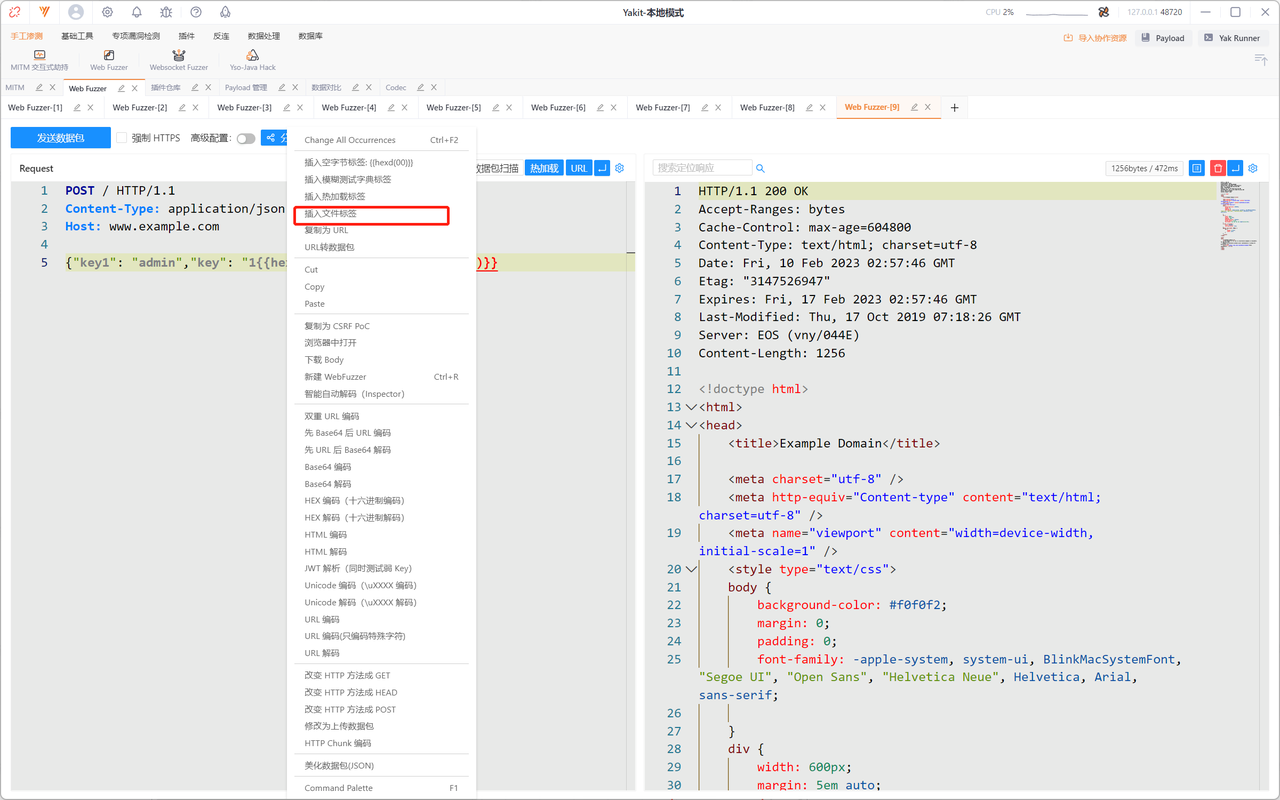 Yakit-本地模式
CPU 2%
127.0.0.1 48720
手工渗测 基础工具 专项漏洞检测 插件 反连 数据处理 数据库
导入协作资源 Payload Yak Runner
MITM 交互式劫持 Web Fuzzer Websocket Fuzzer Yso-Java Hack
MITM Web Fuzzer 插件仓库 Payload 管理 数据对比 Codec
Web Fuzzer-[1] Web Fuzzer-[2] Web Fuzzer-[3] Web Fuzzer-[4] Web Fuzzer-[5] Web Fuzzer-[6] Web Fuzzer-[7] Web Fuzzer-[8] Web Fuzzer-[9]
发送数据包 强制 HTTPS 高级配置:
Request
数据包扫描 热加载 URL
1 POST / HTTP/1.1
2 Content-Type: application/json
3 Host: www.example.com
4
5 {"key1": "admin","key": "1{{he
)}}
Change All Occurrences Ctrl+F2
插入空字节标签: {{hexd(00)}}
插入模糊测试字典标签
插入热加载标签
插入文件标签
复制为 URL
URL转数据包
Cut
Copy
Paste
复制为 CSRF PoC
浏览器中打开
下载 Body
新建 WebFuzzer Ctrl+R
智能自动解码（Inspector）
双重 URL 编码
先 Base64 后 URL 编码
先 URL 后 Base64 解码
Base64 编码
Base64 解码
HEX 编码（十六进制编码）
HEX 解码（十六进制解码）
HTML 编码
HTML 解码
JWT 解析（同时测试弱 Key）
Unicode 编码（\uXXXX 编码）
Unicode 解码（\uXXXX 解码）
URL 编码
URL 编码(只编码特殊字符)
URL 解码
改变 HTTP 方法成 GET
改变 HTTP 方法成 HEAD
改变 HTTP 方法成 POST
修改为上传数据包
HTTP Chunk 编码
美化数据包(JSON)
Command Palette F1
搜索定位响应
1256bytes / 472ms
1 HTTP/1.1 200 OK
2 Accept-Ranges: bytes
3 Cache-Control: max-age=604800
4 Content-Type: text/html; charset=utf-8
5 Date: Fri, 10 Feb 2023 02:57:46 GMT
6 Etag: "3147526947"
7 Expires: Fri, 17 Feb 2023 02:57:46 GMT
8 Last-Modified: Thu, 17 Oct 2019 07:18:26 GMT
9 Server: EOS (vny/044E)
10 Content-Length: 1256
11
12 <!doctype html>
13 <html>
14 <head>
15 <title>Example Domain</title>
16
17 <meta charset="utf-8" />
18 <meta http-equiv="Content-type" content="text/html;
charset=utf-8" />
19 <meta name="viewport" content="width=device-width,
initial-scale=1" />
20 <style type="text/css">
21 body {
22 background-color: #f0f0f2;
23 margin: 0;
24 padding: 0;
25 font-family: -apple-system, system-ui, BlinkMacSystemFont,
"Segoe UI", "Open Sans", "Helvetica Neue", Helvetica, Arial,
sans-serif;
26
27 }
28 div {
29 width: 600px;
30 margin: 5em auto;